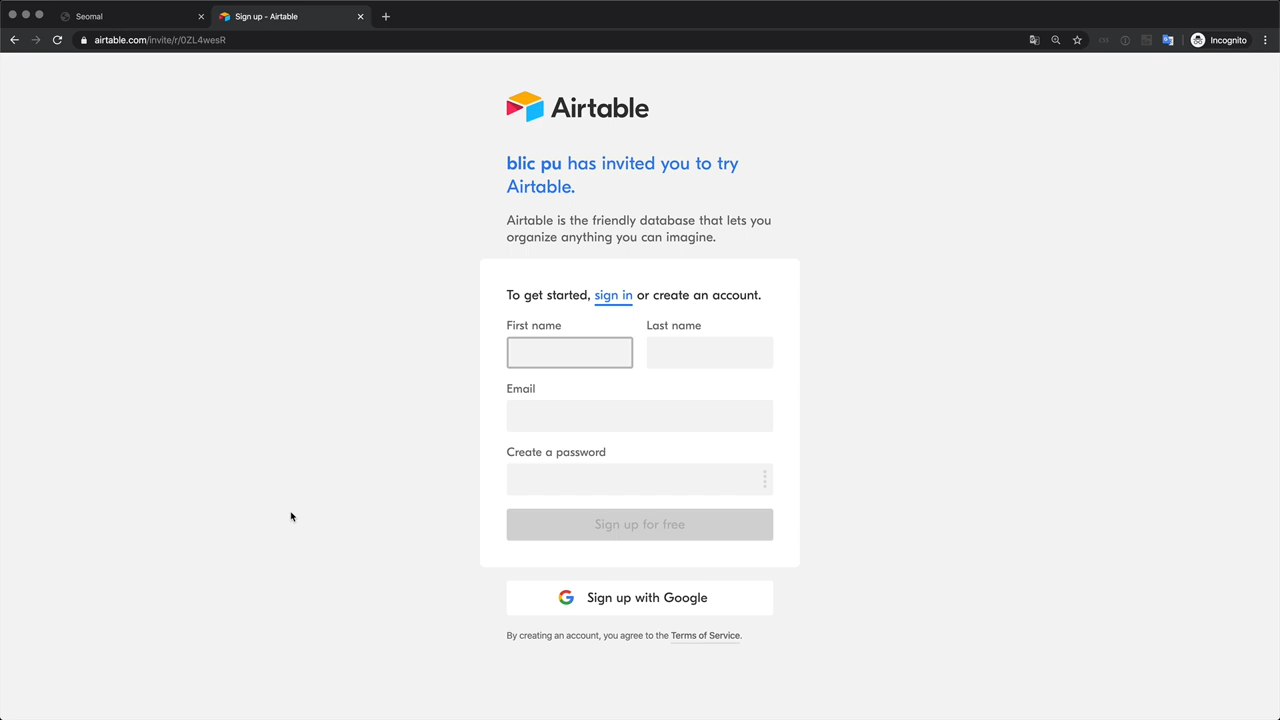 Seomal
Sign up - Airtable
airtable.com/invite/r/0ZL4wesR
Incognito
Airtable
blic pu has invited you to try
Airtable.
Airtable is the friendly database that lets you
organize anything you can imagine.
To get started, sign in or create an account.
First name
Last name
Email
Create a password
Sign up for free
Sign up with Google
By creating an account, you agree to the Terms of Service.